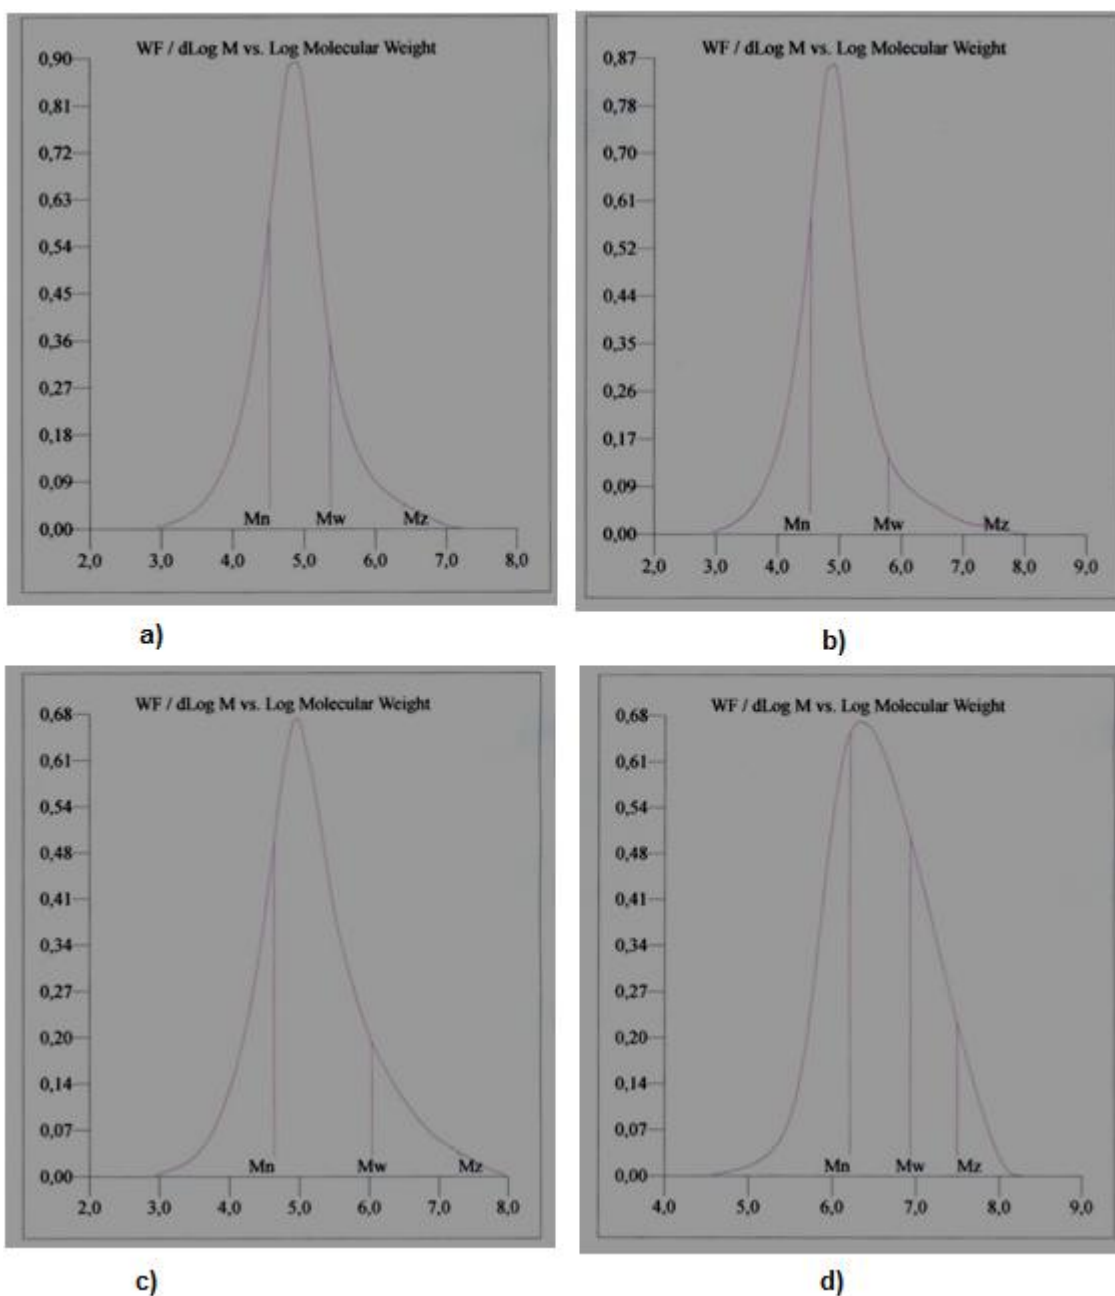 WF / dLog M vs. Log Molecular Weight
0,90
0,81
0,72
0,63
0,54
0,45
0,36
0,27
0,18
0,09
0,00
Mn Mw Mz
2,0 3,0 4,0 5,0 6,0 7,0 8,0
a)
WF / dLog M vs. Log Molecular Weight
0,87
0,78
0,70
0,61
0,52
0,44
0,35
0,26
0,17
0,09
0,00
Mn Mw Mz
2,0 3,0 4,0 5,0 6,0 7,0 8,0 9,0
b)
WF / dLog M vs. Log Molecular Weight
0,68
0,61
0,54
0,48
0,41
0,34
0,27
0,20
0,14
0,07
0,00
Mn Mw Mz
2,0 3,0 4,0 5,0 6,0 7,0 8,0
c)
WF / dLog M vs. Log Molecular Weight
0,68
0,61
0,54
0,48
0,41
0,34
0,27
0,20
0,14
0,07
0,00
Mn Mw Mz
4,0 5,0 6,0 7,0 8,0 9,0
d)